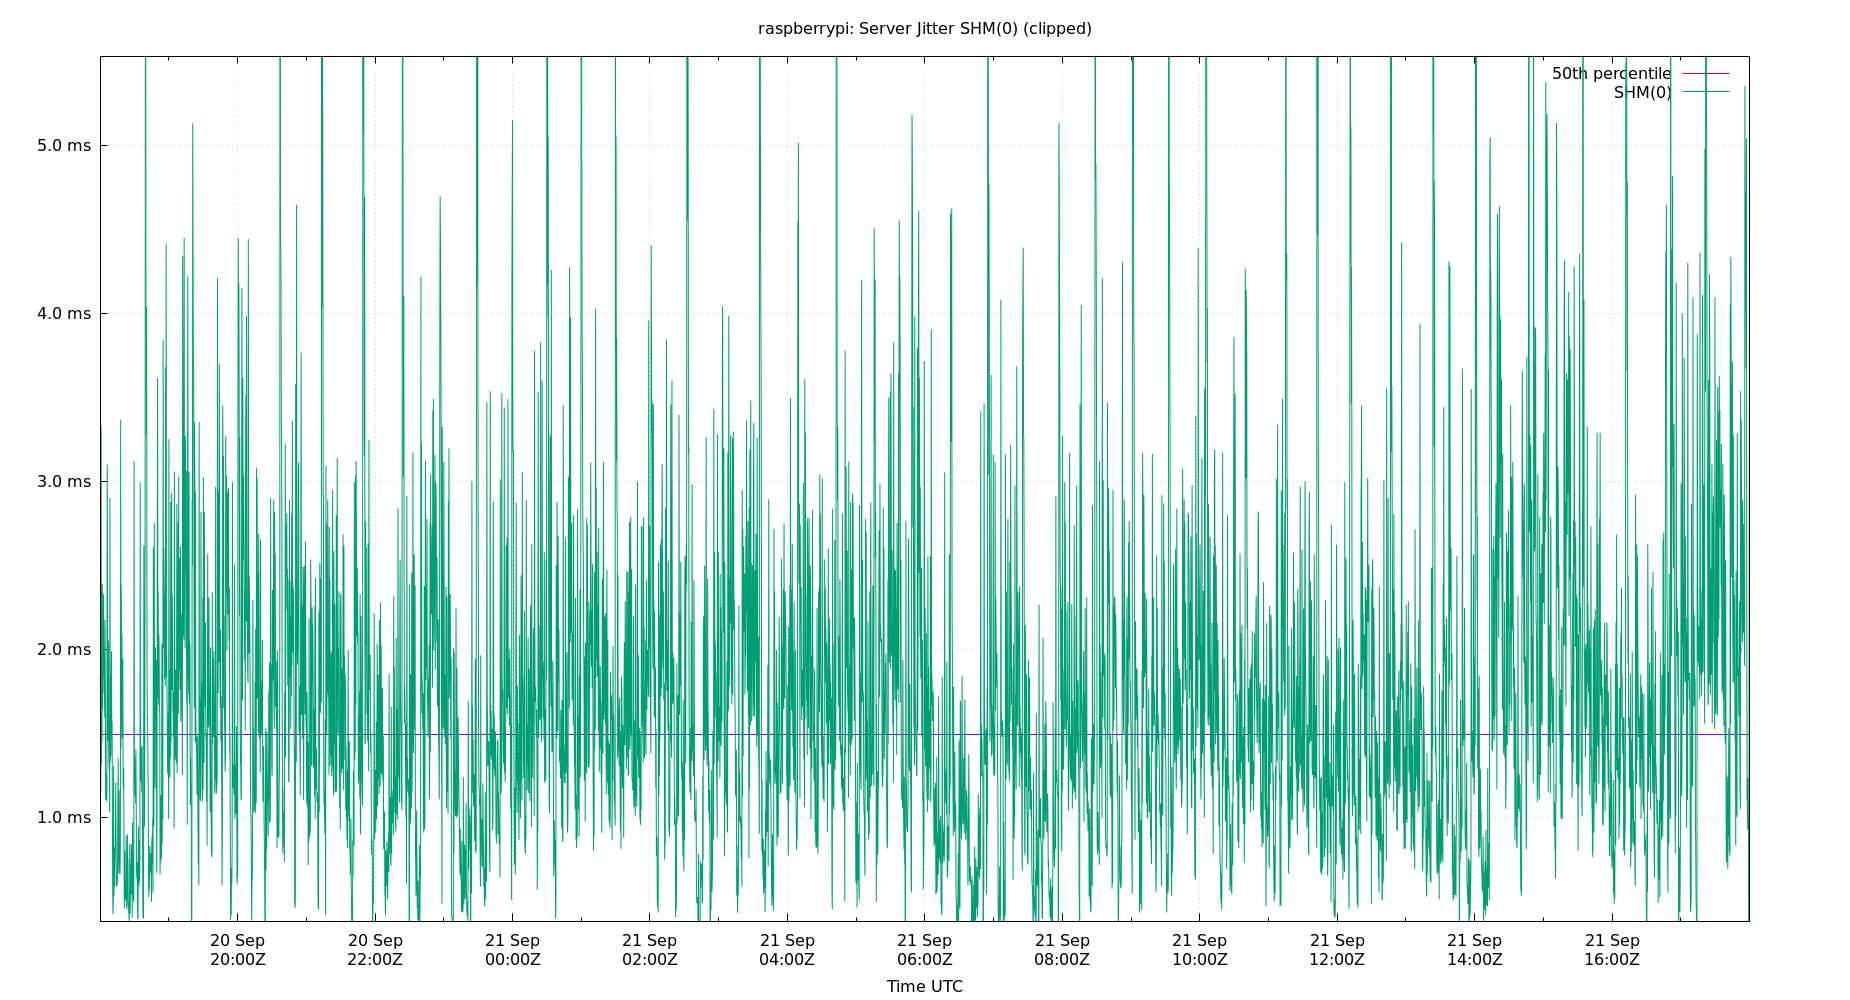 raspberrypi: Server Jitter SHM(0) (clipped)
50th percentile
SHM(0)
5.0 ms
4.0 ms
3.0 ms
2.0 ms
1.0 ms
20 Sep 20 Sep 21 Sep 21 Sep 21 Sep 21 Sep 21 Sep 21 Sep 21 Sep 21 Sep 21 Sep
20:00Z 22:00Z 00:00Z 02:00Z 04:00Z 06:00Z 08:00Z 10:00Z 12:00Z 14:00Z 16:00Z
Time UTC